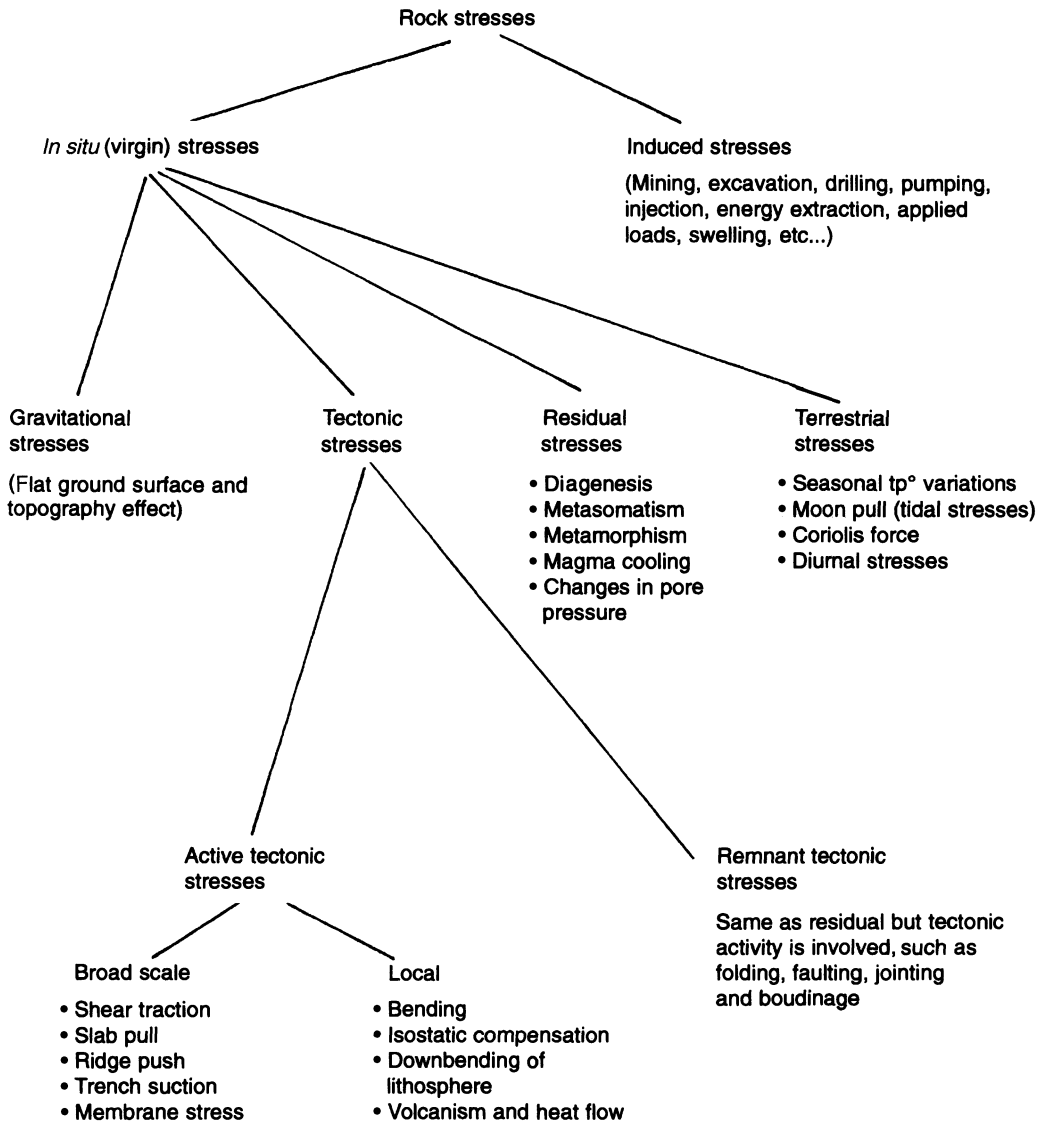 Rock stresses
In situ (virgin) stresses
Induced stresses
(Mining, excavation, drilling, pumping,
injection, energy extraction, applied
loads, swelling, etc...)
Gravitational
stresses
(Flat ground surface and
topography effect)
Tectonic
stresses
Residual
stresses
• Diagenesis
• Metasomatism
• Metamorphism
• Magma cooling
• Changes in pore
pressure
Terrestrial
stresses
• Seasonal tp° variations
• Moon pull (tidal stresses)
• Coriolis force
• Diurnal stresses
Active tectonic
stresses
Broad scale
• Shear traction
• Slab pull
• Ridge push
• Trench suction
• Membrane stress
Local
• Bending
• Isostatic compensation
• Downbending of
lithosphere
• Volcanism and heat flow
Remnant tectonic
stresses
Same as residual but tectonic
activity is involved, such as
folding, faulting, jointing
and boudinage